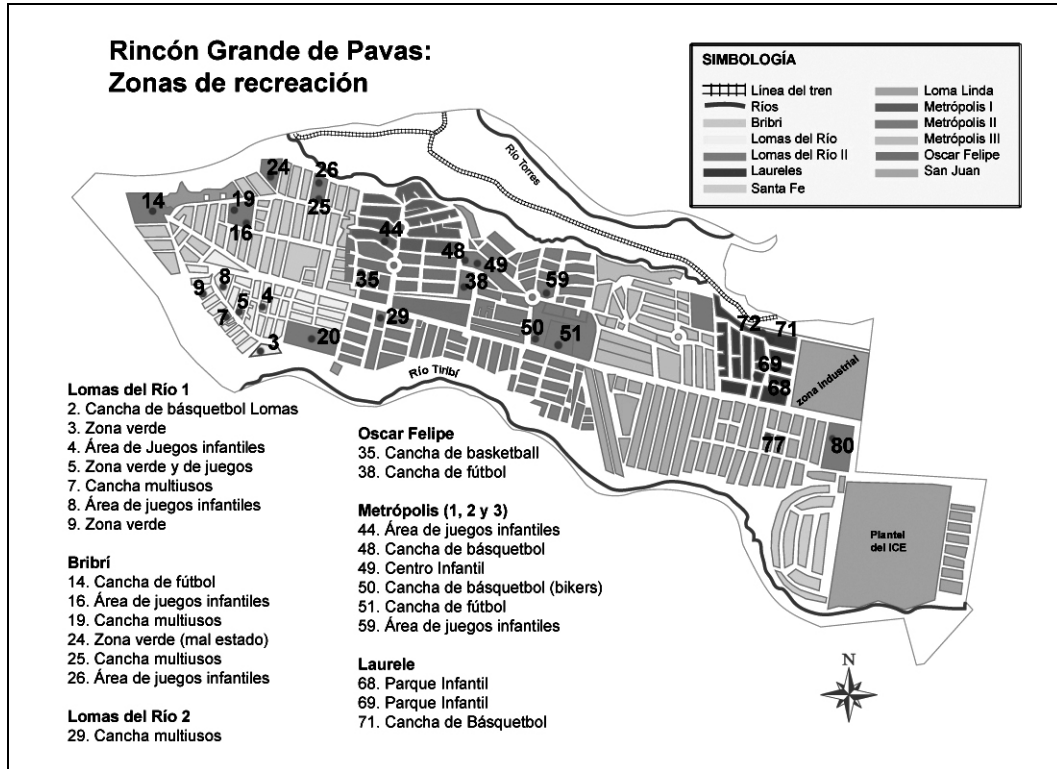 Rincón Grande de Pavas:
Zonas de recreación
SIMBOLOGÍA
Línea del tren
Ríos
Bribri
Lomas del Río
Lomas del Río II
Laureles
Santa Fe
Loma Linda
Metrópolis I
Metrópolis II
Metrópolis III
Oscar Felipe
San Juan
Río Torres
24
26
14
19
25
16
44
48
49
35
38
59
8
9
4
5
7
3
20
29
50
51
72
71
69
68
zona industrial
Río Tiribí
77
80
Plantel
del ICE
Lomas del Río 1
2. Cancha de básquetbol Lomas
3. Zona verde
4. Área de Juegos infantiles
5. Zona verde y de juegos
7. Cancha multiusos
8. Área de juegos infantiles
9. Zona verde
Bribrí
14. Cancha de fútbol
16. Área de juegos infantiles
19. Cancha multiusos
24. Zona verde (mal estado)
25. Cancha multiusos
26. Área de juegos infantiles
Lomas del Río 2
29. Cancha multiusos
Oscar Felipe
35. Cancha de basketball
38. Cancha de fútbol
Metrópolis (1, 2 y 3)
44. Área de juegos infantiles
48. Cancha de básquetbol
49. Centro Infantil
50. Cancha de básquetbol (bikers)
51. Cancha de fútbol
59. Área de juegos infantiles
Laurele
68. Parque Infantil
69. Parque Infantil
71. Cancha de Básquetbol
N